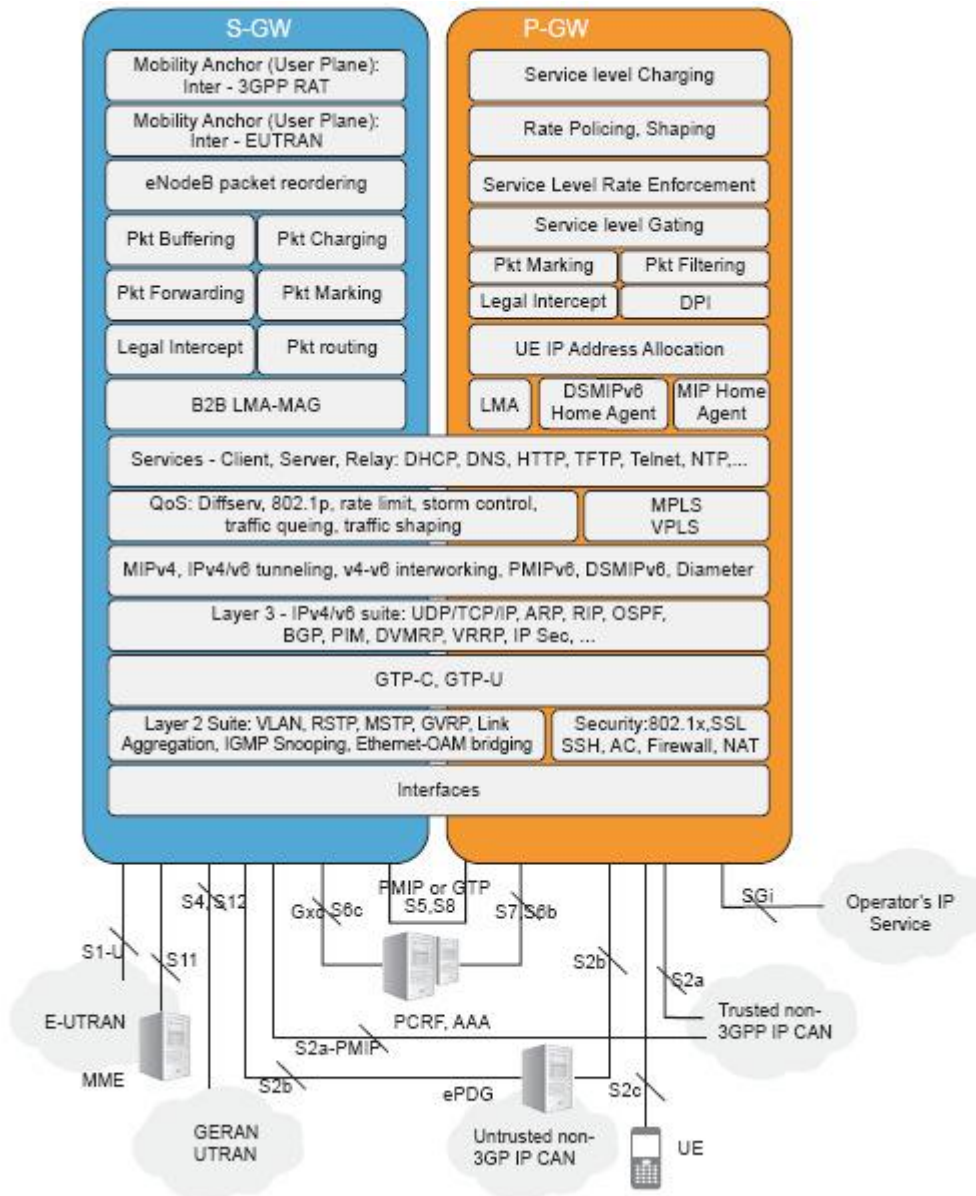 S-GW
P-GW
Mobility Anchor (User Plane):
Inter - 3GPP RAT
Mobility Anchor (User Plane):
Inter - EUTRAN
eNodeB packet reordering
Pkt Buffering
Pkt Charging
Pkt Forwarding
Pkt Marking
Legal Intercept
Pkt routing
B2B LMA-MAG
Service level Charging
Rate Policing, Shaping
Service Level Rate Enforcement
Service level Gating
Pkt Marking
Pkt Filtering
Legal Intercept
DPI
UE IP Address Allocation
LMA
DSMIPv6
Home Agent
MIP Home
Agent
Services - Client, Server, Relay: DHCP, DNS, HTTP, TFTP, Telnet, NTP,...
QoS: Diffserv, 802.1p, rate limit, storm control,
traffic queing, traffic shaping
MPLS
VPLS
MIPv4, IPv4/v6 tunneling, v4-v6 interworking, PMIPv6, DSMIPv6, Diameter
Layer 3 - IPv4/v6 suite: UDP/TCP/IP, ARP, RIP, OSPF,
BGP, PIM, DVMRP, VRRP, IP Sec, ...
GTP-C, GTP-U
Layer 2 Suite: VLAN, RSTP, MSTP, GVRP, Link
Aggregation, IGMP Snooping, Ethernet-OAM bridging
Security:802.1x,SSL
SSH, AC, Firewall, NAT
Interfaces
S4, S12
PMIP or GTP
S5,S8
Gxc S6c
S7,S6b
SGi
Operator's IP
Service
S1-U
S11
S2b
S2a
E-UTRAN
PCRF, AAA
Trusted non-
3GPP IP CAN
S2a-PMIP
MME
S2b
ePDG
S2c
GERAN
UTRAN
Untrusted non-
3GP IP CAN
UE